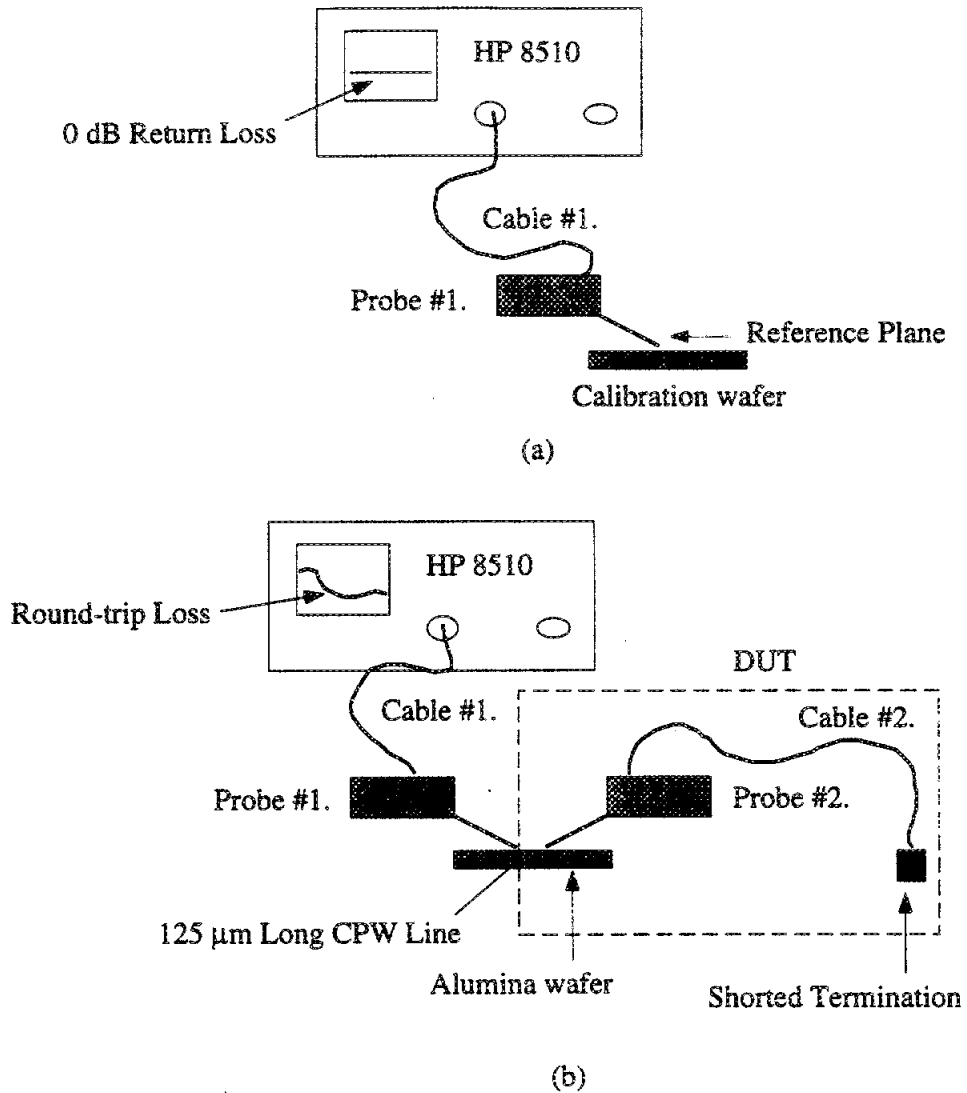 HP 8510
0 dB Return Loss
Cable #1.
Probe #1.
Reference Plane
Calibration wafer
(a)
HP 8510
Round-trip Loss
DUT
Cable #1.
Cable #2.
Probe #1.
Probe #2.
125 μm Long CPW Line
Alumina wafer
Shorted Termination
(b)